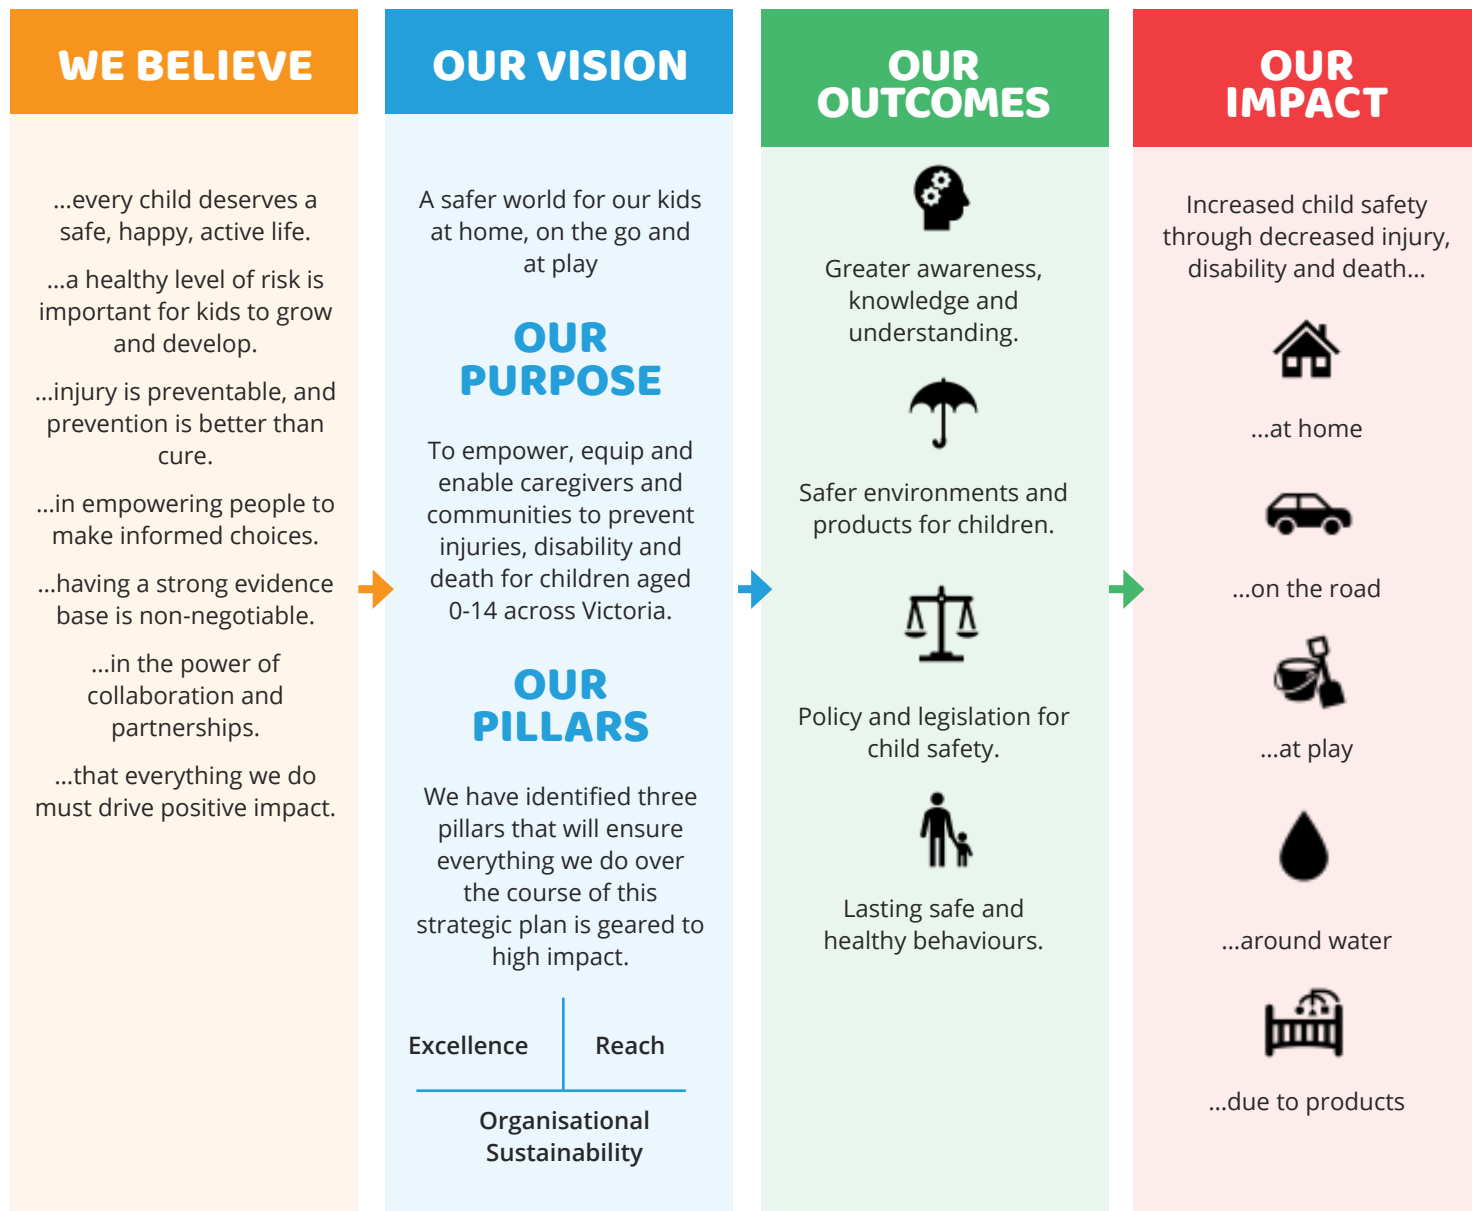 WE BELIEVE
...every child deserves a
safe, happy, active life.
...a healthy level of risk is
important for kids to grow
and develop.
...injury is preventable, and
prevention is better than
cure.
...in empowering people to
make informed choices.
...having a strong evidence
base is non-negotiable.
...in the power of
collaboration and
partnerships.
...that everything we do
must drive positive impact.
OUR VISION
A safer world for our kids
at home, on the go and
at play
OUR
PURPOSE
To empower, equip and
enable caregivers and
communities to prevent
injuries, disability and
death for children aged
0-14 across Victoria.
OUR
PILLARS
We have identified three
pillars that will ensure
everything we do over
the course of this
strategic plan is geared to
high impact.
Excellence
Reach
Organisational
Sustainability
OUR
OUTCOMES
Greater awareness,
knowledge and
understanding.
Safer environments and
products for children.
Policy and legislation for
child safety.
Lasting safe and
healthy behaviours.
OUR
IMPACT
Increased child safety
through decreased injury,
disability and death...
...at home
...on the road
...at play
...around water
...due to products